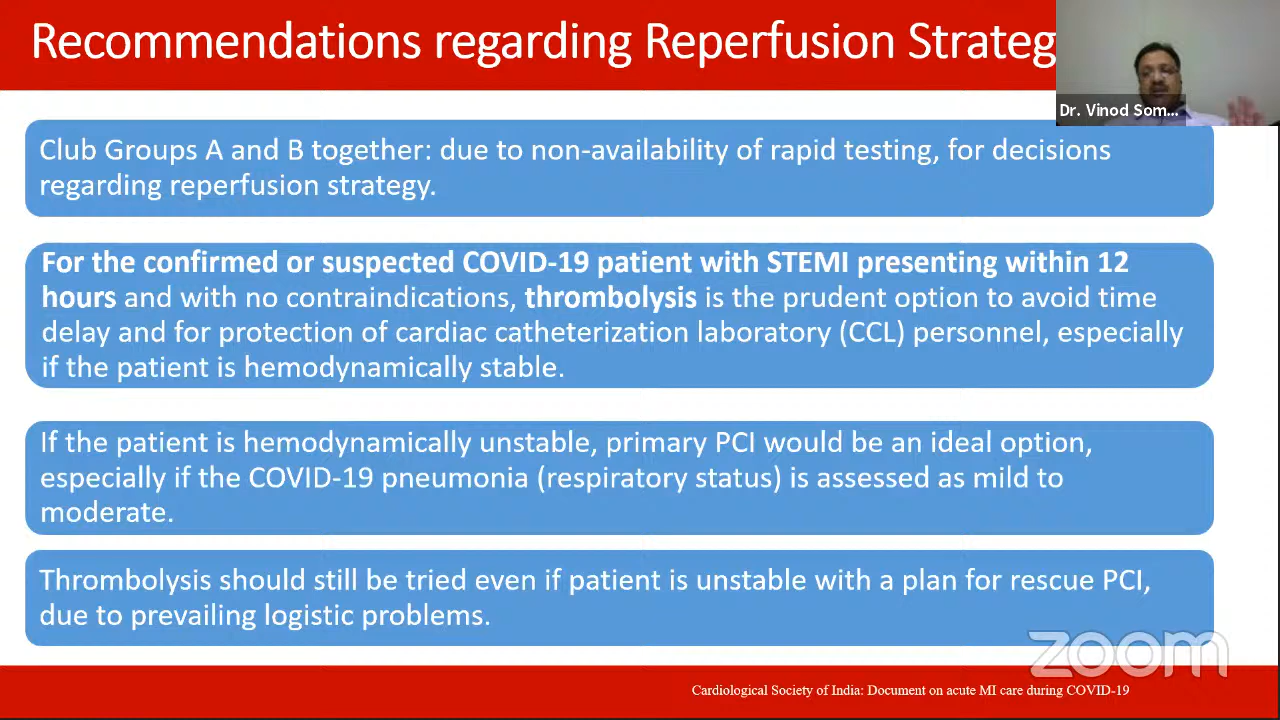 Recommendations regarding Reperfusion Strateg
Dr. Vinod Som...
Club Groups A and B together: due to non-availability of rapid testing, for decisions
regarding reperfusion strategy.
For the confirmed or suspected COVID-19 patient with STEMI presenting within 12
hours and with no contraindications, thrombolysis is the prudent option to avoid time
delay and for protection of cardiac catheterization laboratory (CCL) personnel, especially
if the patient is hemodynamically stable.
If the patient is hemodynamically unstable, primary PCI would be an ideal option,
especially if the COVID-19 pneumonia (respiratory status) is assessed as mild to
moderate.
Thrombolysis should still be tried even if patient is unstable with a plan for rescue PCI,
due to prevailing logistic problems.
zoom
Cardiological Society of India: Document on acute MI care during COVID-19